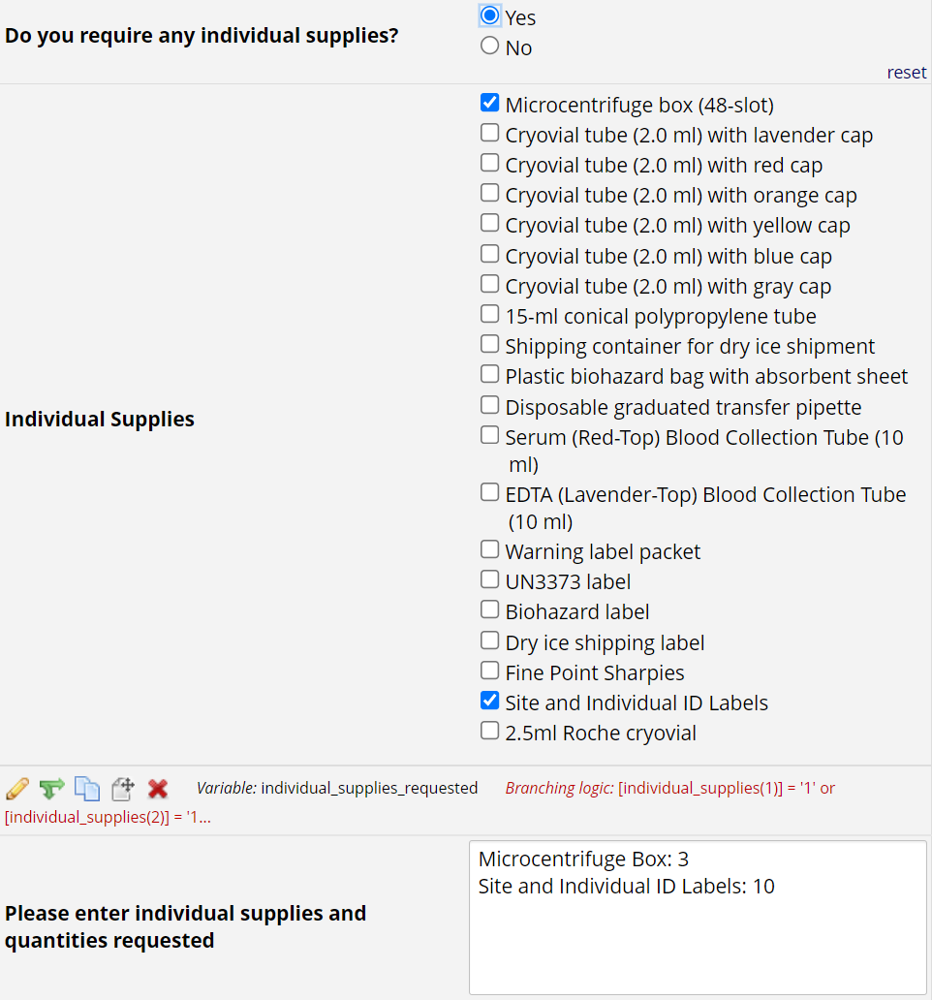 Do you require any individual supplies?
Yes
No
reset
Individual Supplies
Microcentrifuge box (48-slot)
Cryovial tube (2.0 ml) with lavender cap
Cryovial tube (2.0 ml) with red cap
Cryovial tube (2.0 ml) with orange cap
Cryovial tube (2.0 ml) with yellow cap
Cryovial tube (2.0 ml) with blue cap
Cryovial tube (2.0 ml) with gray cap
15-ml conical polypropylene tube
Shipping container for dry ice shipment
Plastic biohazard bag with absorbent sheet
Disposable graduated transfer pipette
Serum (Red-Top) Blood Collection Tube (10
ml)
EDTA (Lavender-Top) Blood Collection Tube
(10 ml)
Warning label packet
UN3373 label
Biohazard label
Dry ice shipping label
Fine Point Sharpies
Site and Individual ID Labels
2.5ml Roche cryovial
Variable: individual_supplies_requested Branching logic: [individual_supplies(1)] = '1' or
[individual_supplies(2)] = '1...
Please enter individual supplies and
quantities requested
Microcentrifuge Box: 3
Site and Individual ID Labels: 10